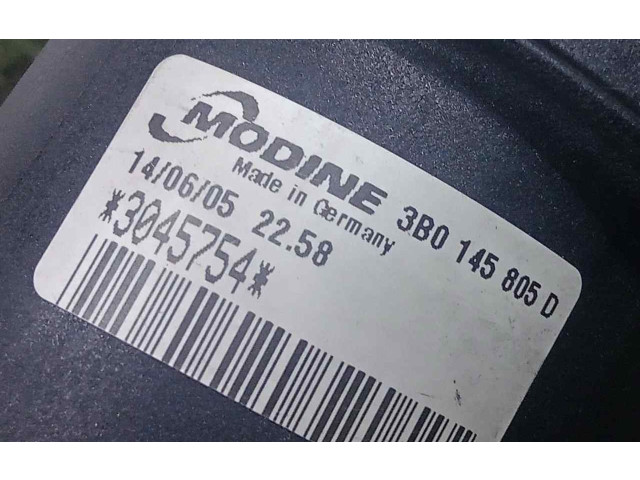 MODINE
Made in Germany
3B0 145 805 D
14/06/05 22.58
*3045754*